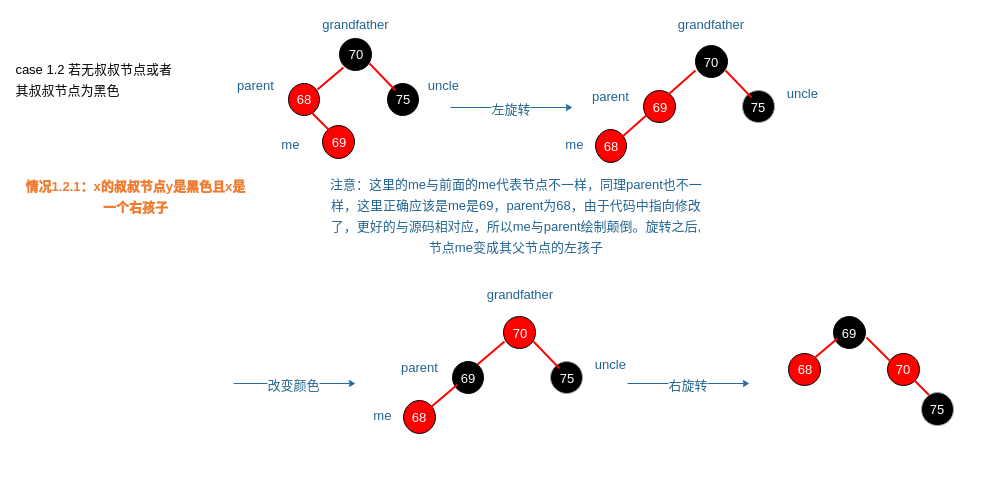 grandfather
grandfather
70
70
case 1.2 若无叔叔节点或者
其叔叔节点为黑色
parent
68
75
uncle
左旋转
parent
69
75
uncle
me
69
me
68
情况1.2.1：x的叔叔节点y是黑色且x是
一个右孩子
注意：这里的me与前面的me代表节点不一样，同理parent也不一
样，这里正确应该是me是69，parent为68，由于代码中指向修改
了，更好的与源码相对应，所以me与parent绘制颠倒。旋转之后,
节点me变成其父节点的左孩子
grandfather
70
69
parent
69
75
uncle
68
70
改变颜色
右旋转
me
68
75